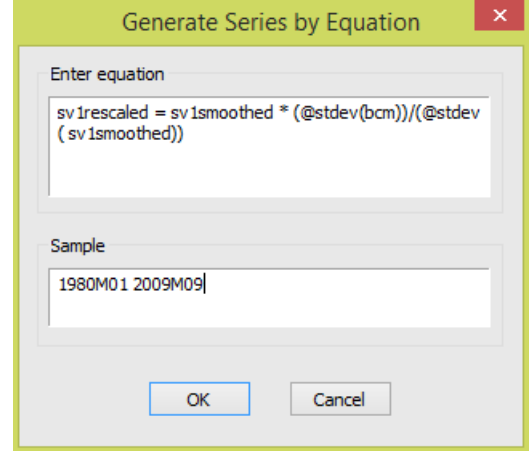 Generate Series by Equation
×
Enter equation
sv1rescaled = sv1smoothed * (@stdev(bcm))/(@stdev
( sv1smoothed))
Sample
1980M01 2009M09
OK
Cancel